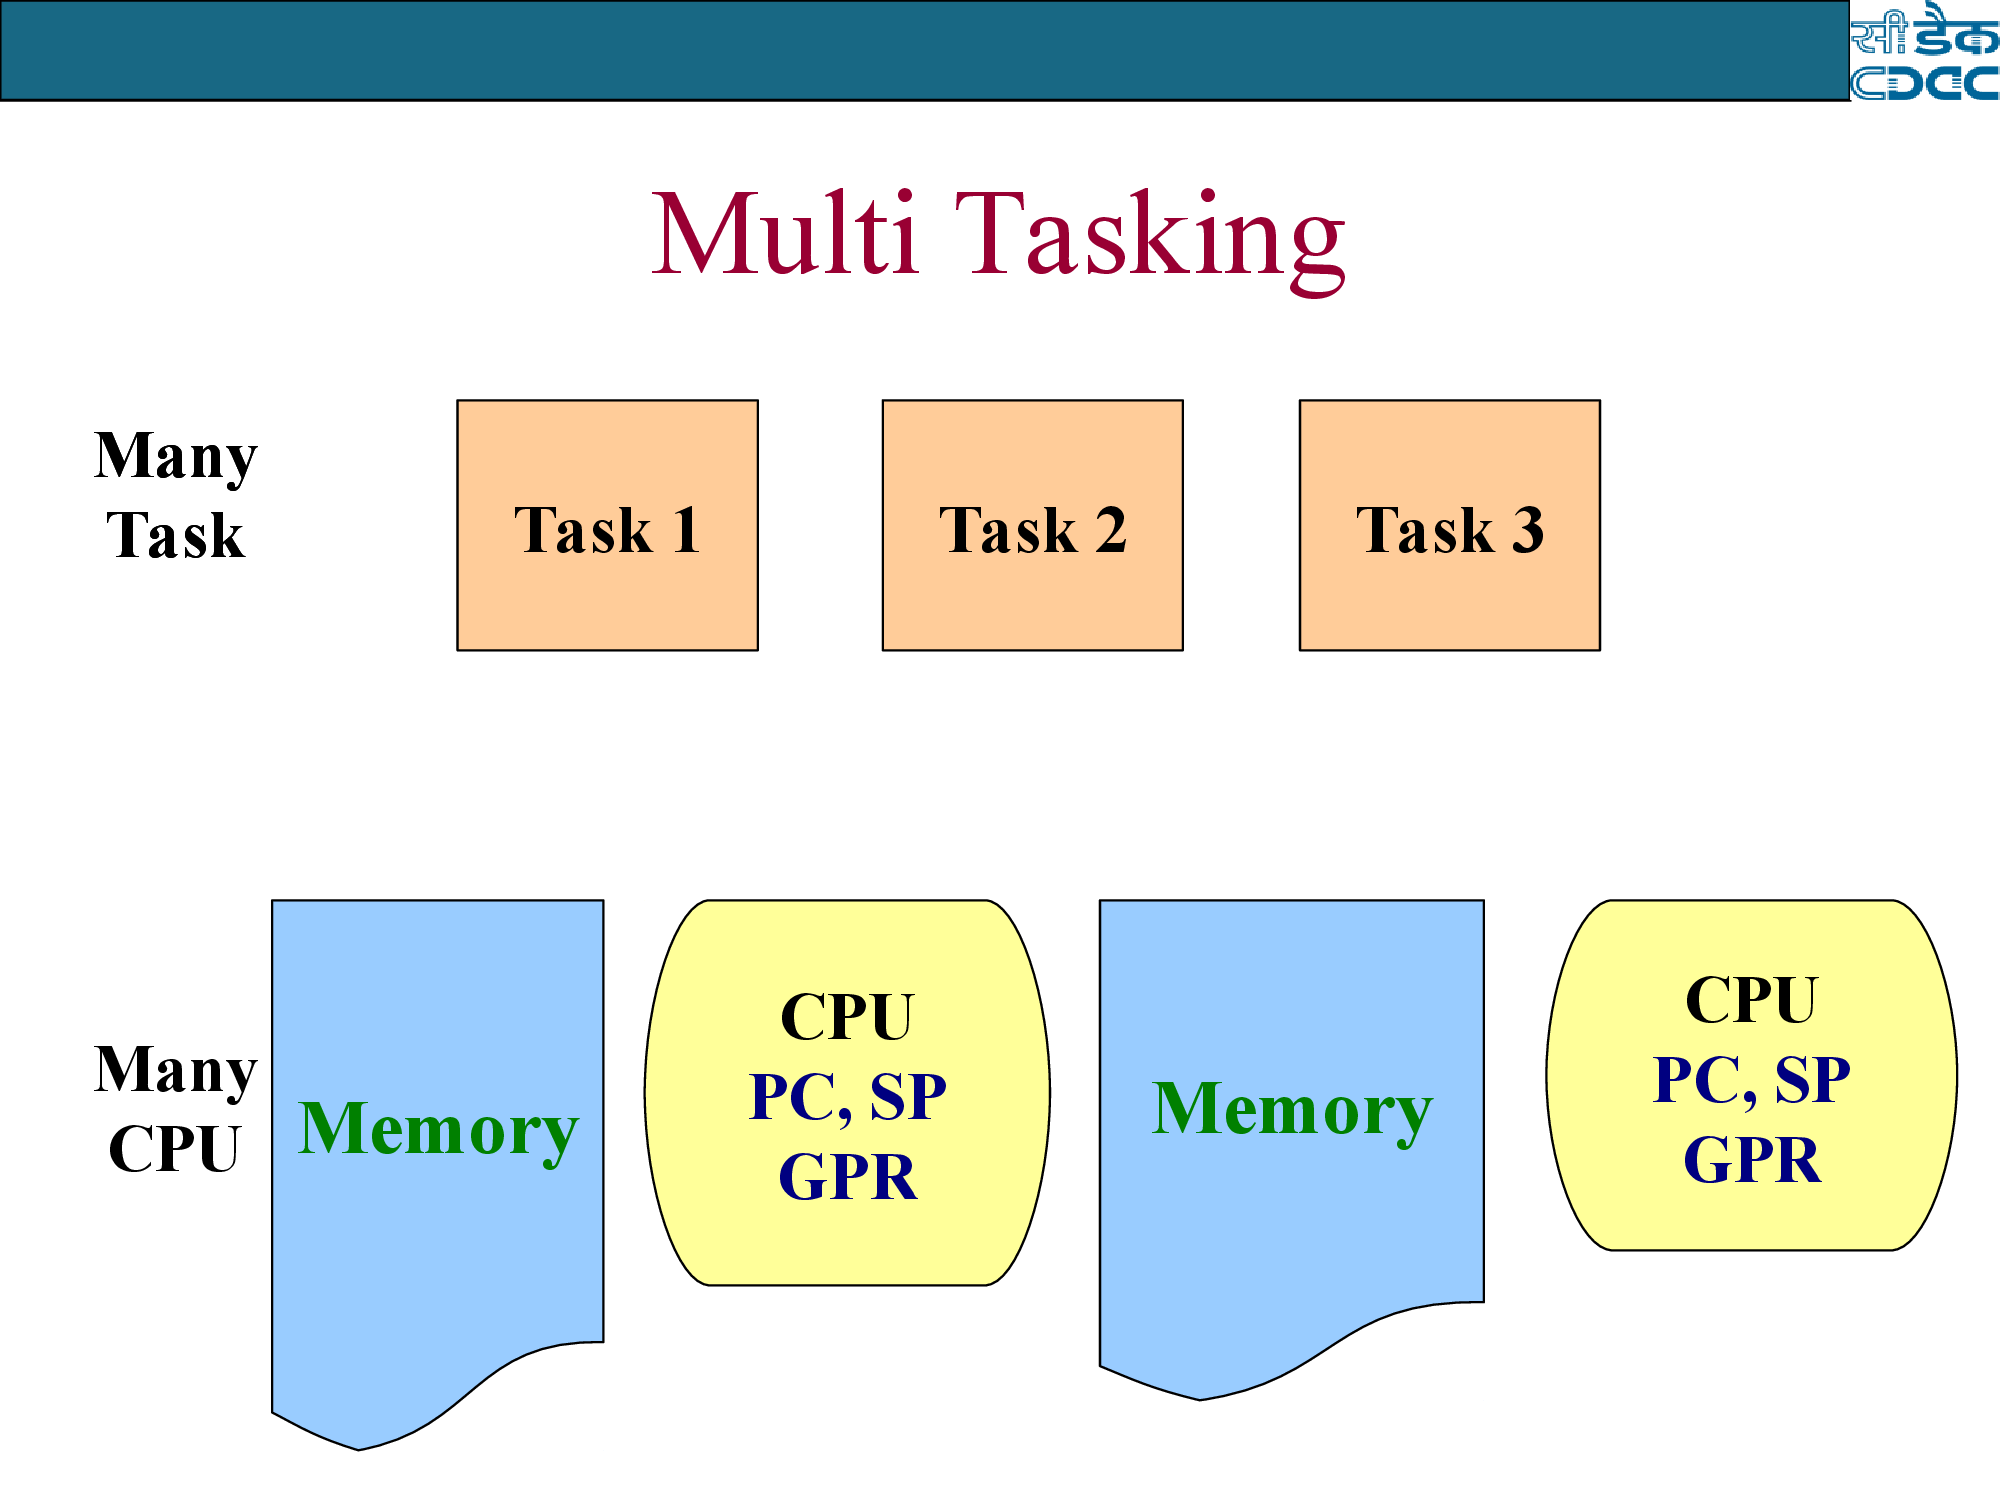 सी डैक
CDAC
Multi Tasking
Many
Task
Task 1
Task 2
Task 3
Many
CPU
Memory
CPU
PC, SP
GPR
Memory
CPU
PC, SP
GPR